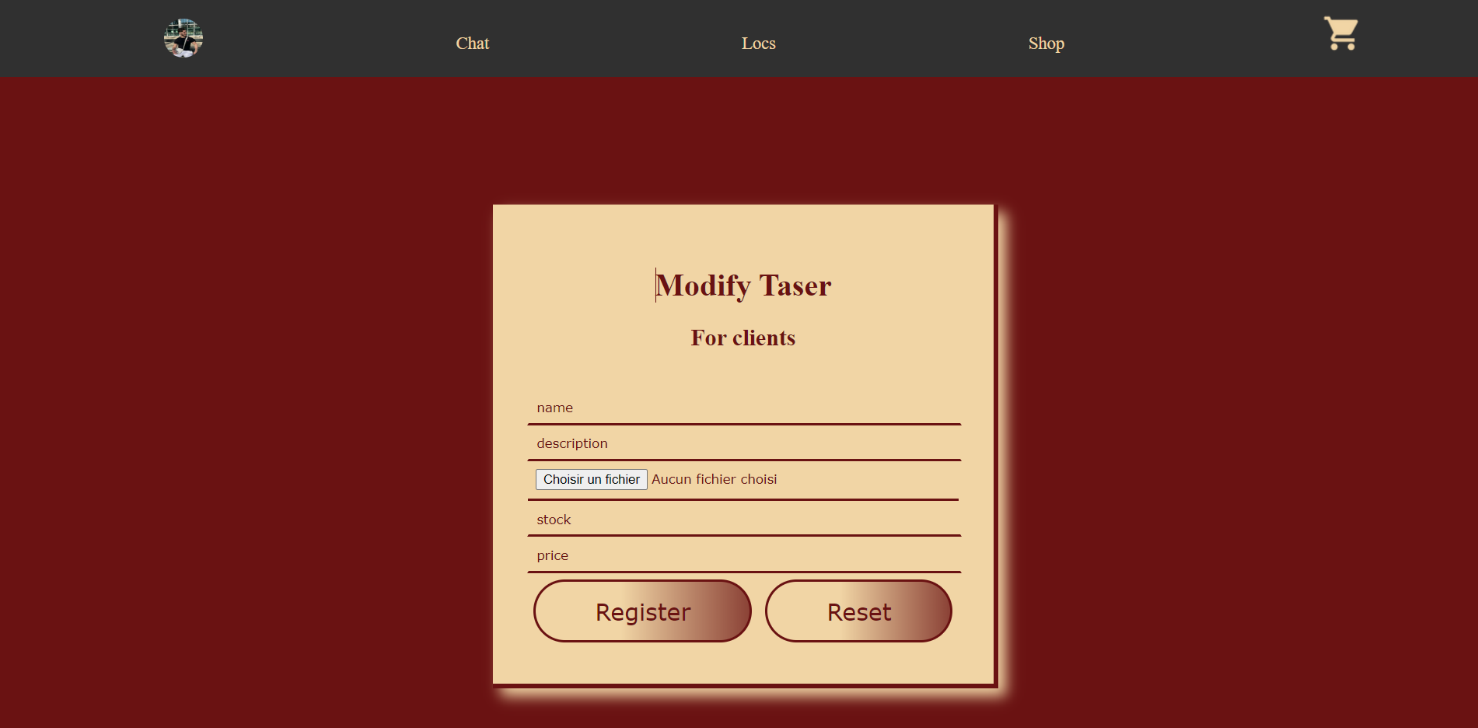 Chat Locs Shop
Modify Taser
For clients
name
description
Choisir un fichier Aucun fichier choisi
stock
price
Register Reset